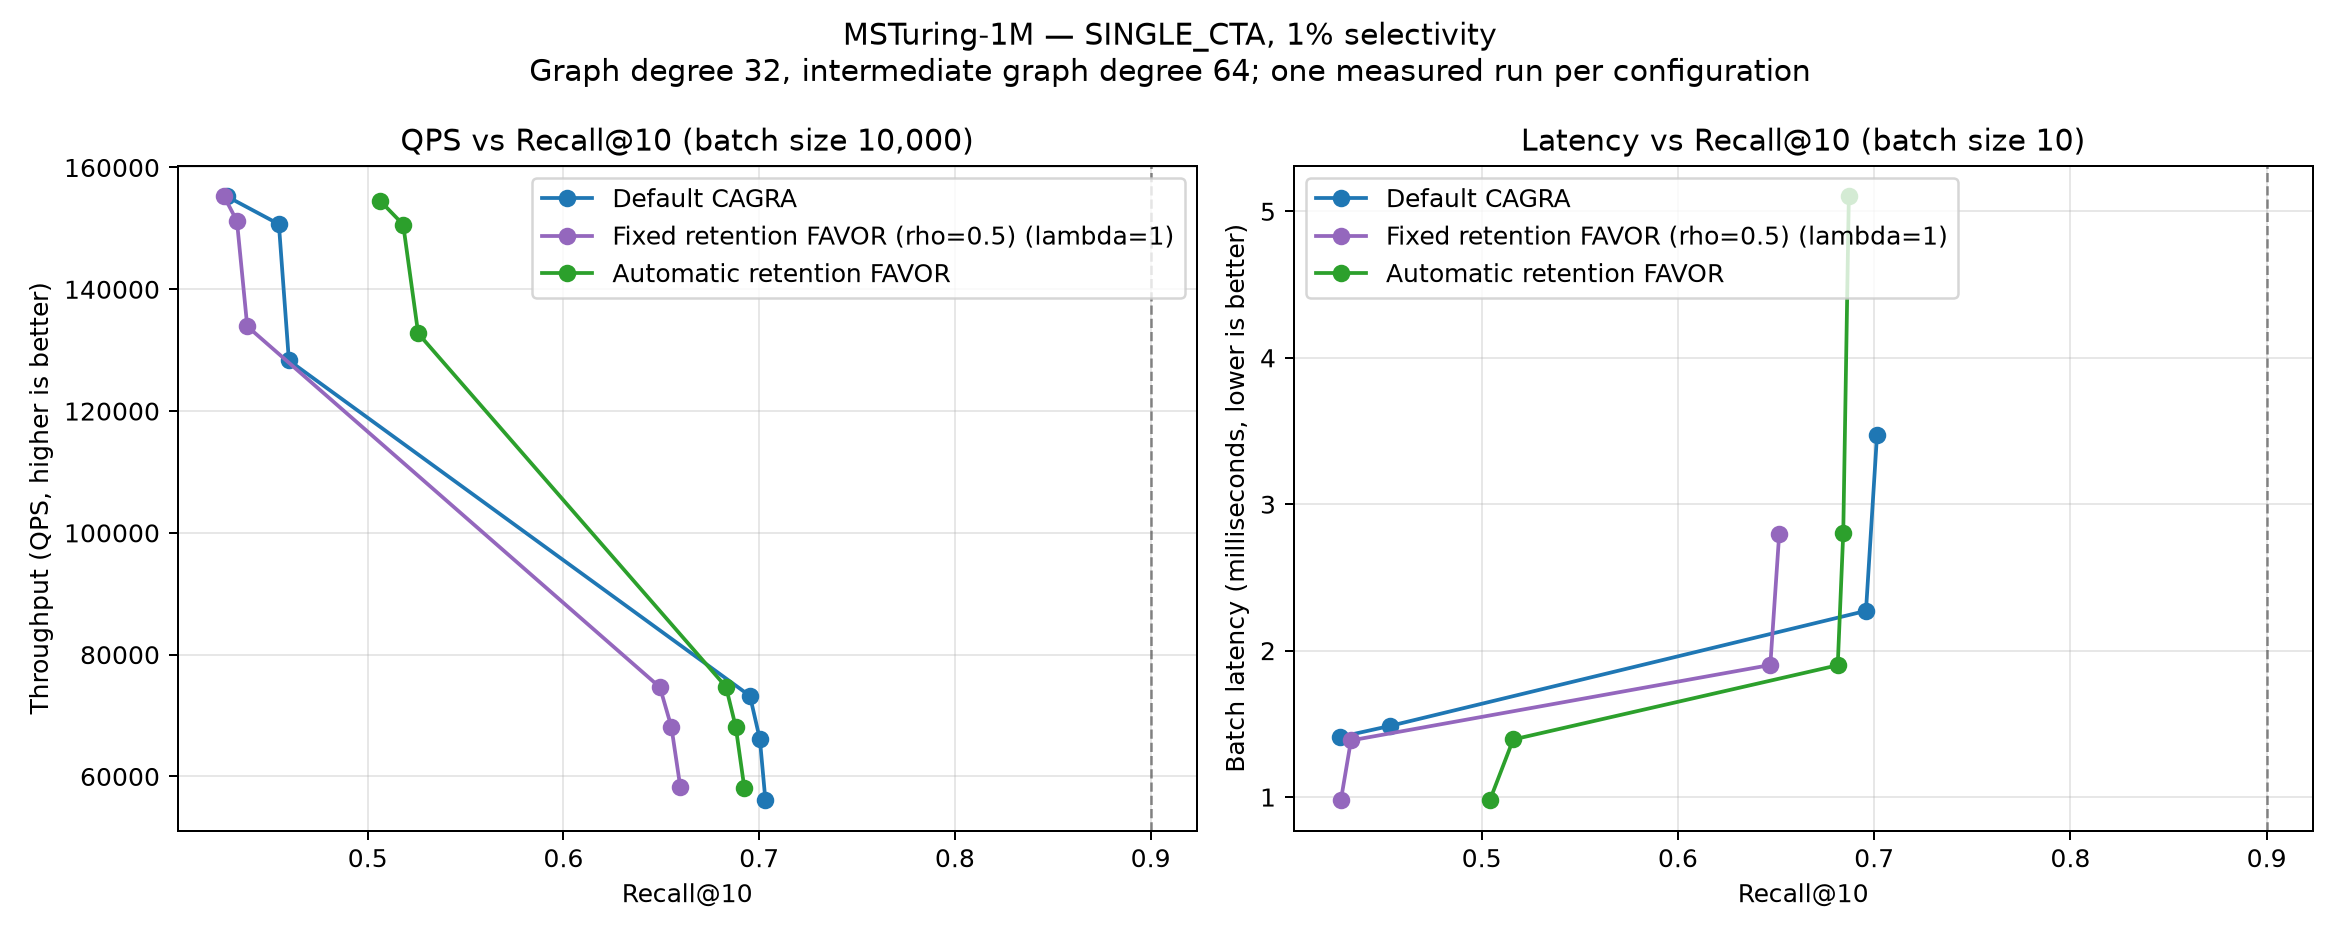 MSTuring-1M — SINGLE_CTA, 1% selectivity
Graph degree 32, intermediate graph degree 64; one measured run per configuration
QPS vs Recall@10 (batch size 10,000)
Throughput (QPS, higher is better)
160000
140000
120000
100000
80000
60000
Default CAGRA
Fixed retention FAVOR (rho=0.5) (lambda=1)
Automatic retention FAVOR
0.5
0.6
0.7
0.8
0.9
Recall@10
Latency vs Recall@10 (batch size 10)
Batch latency (milliseconds, lower is better)
5
4
3
2
1
Default CAGRA
Fixed retention FAVOR (rho=0.5) (lambda=1)
Automatic retention FAVOR
0.5
0.6
0.7
0.8
0.9
Recall@10